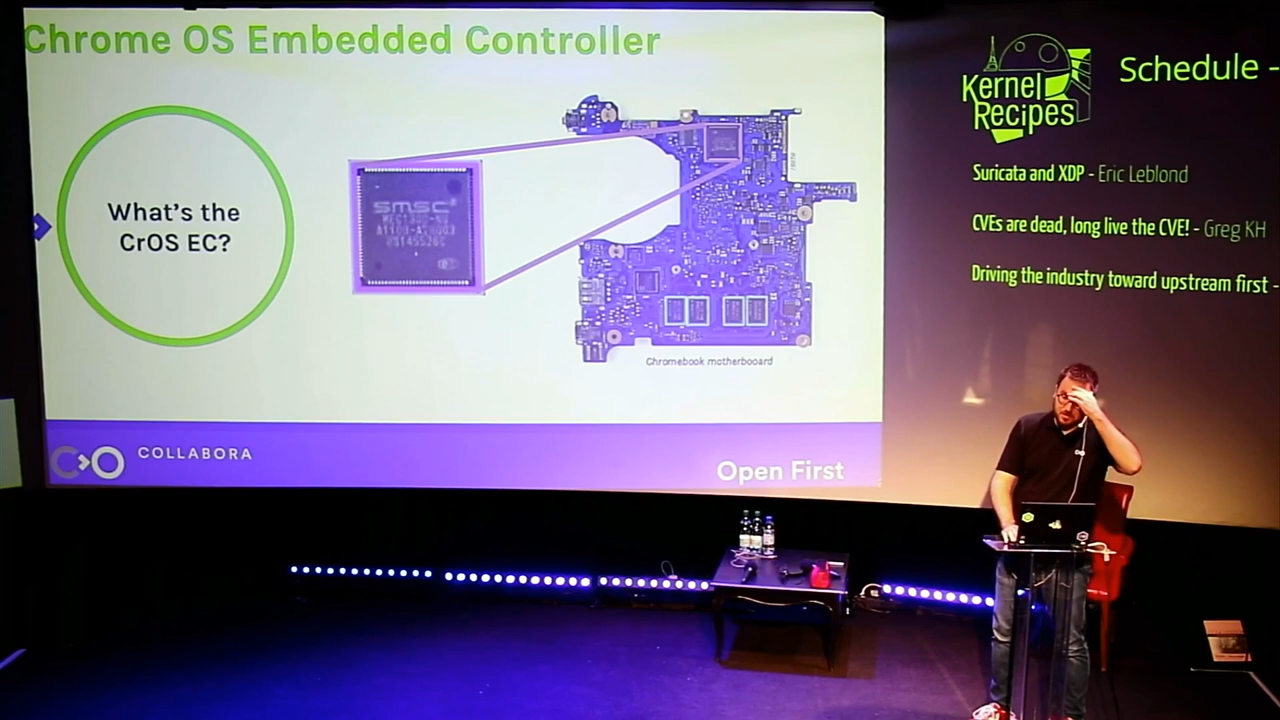 Chrome OS Embedded Controller
What's the
CrOS EC?
smsc
Chromebook motherbooard
COLLABORA
Open First
Kernel
Recipes
Schedule -
Suricata and XDP - Eric Leblond
CVEs are dead, long live the CVE! - Greg KH
Driving the industry toward upstream first -